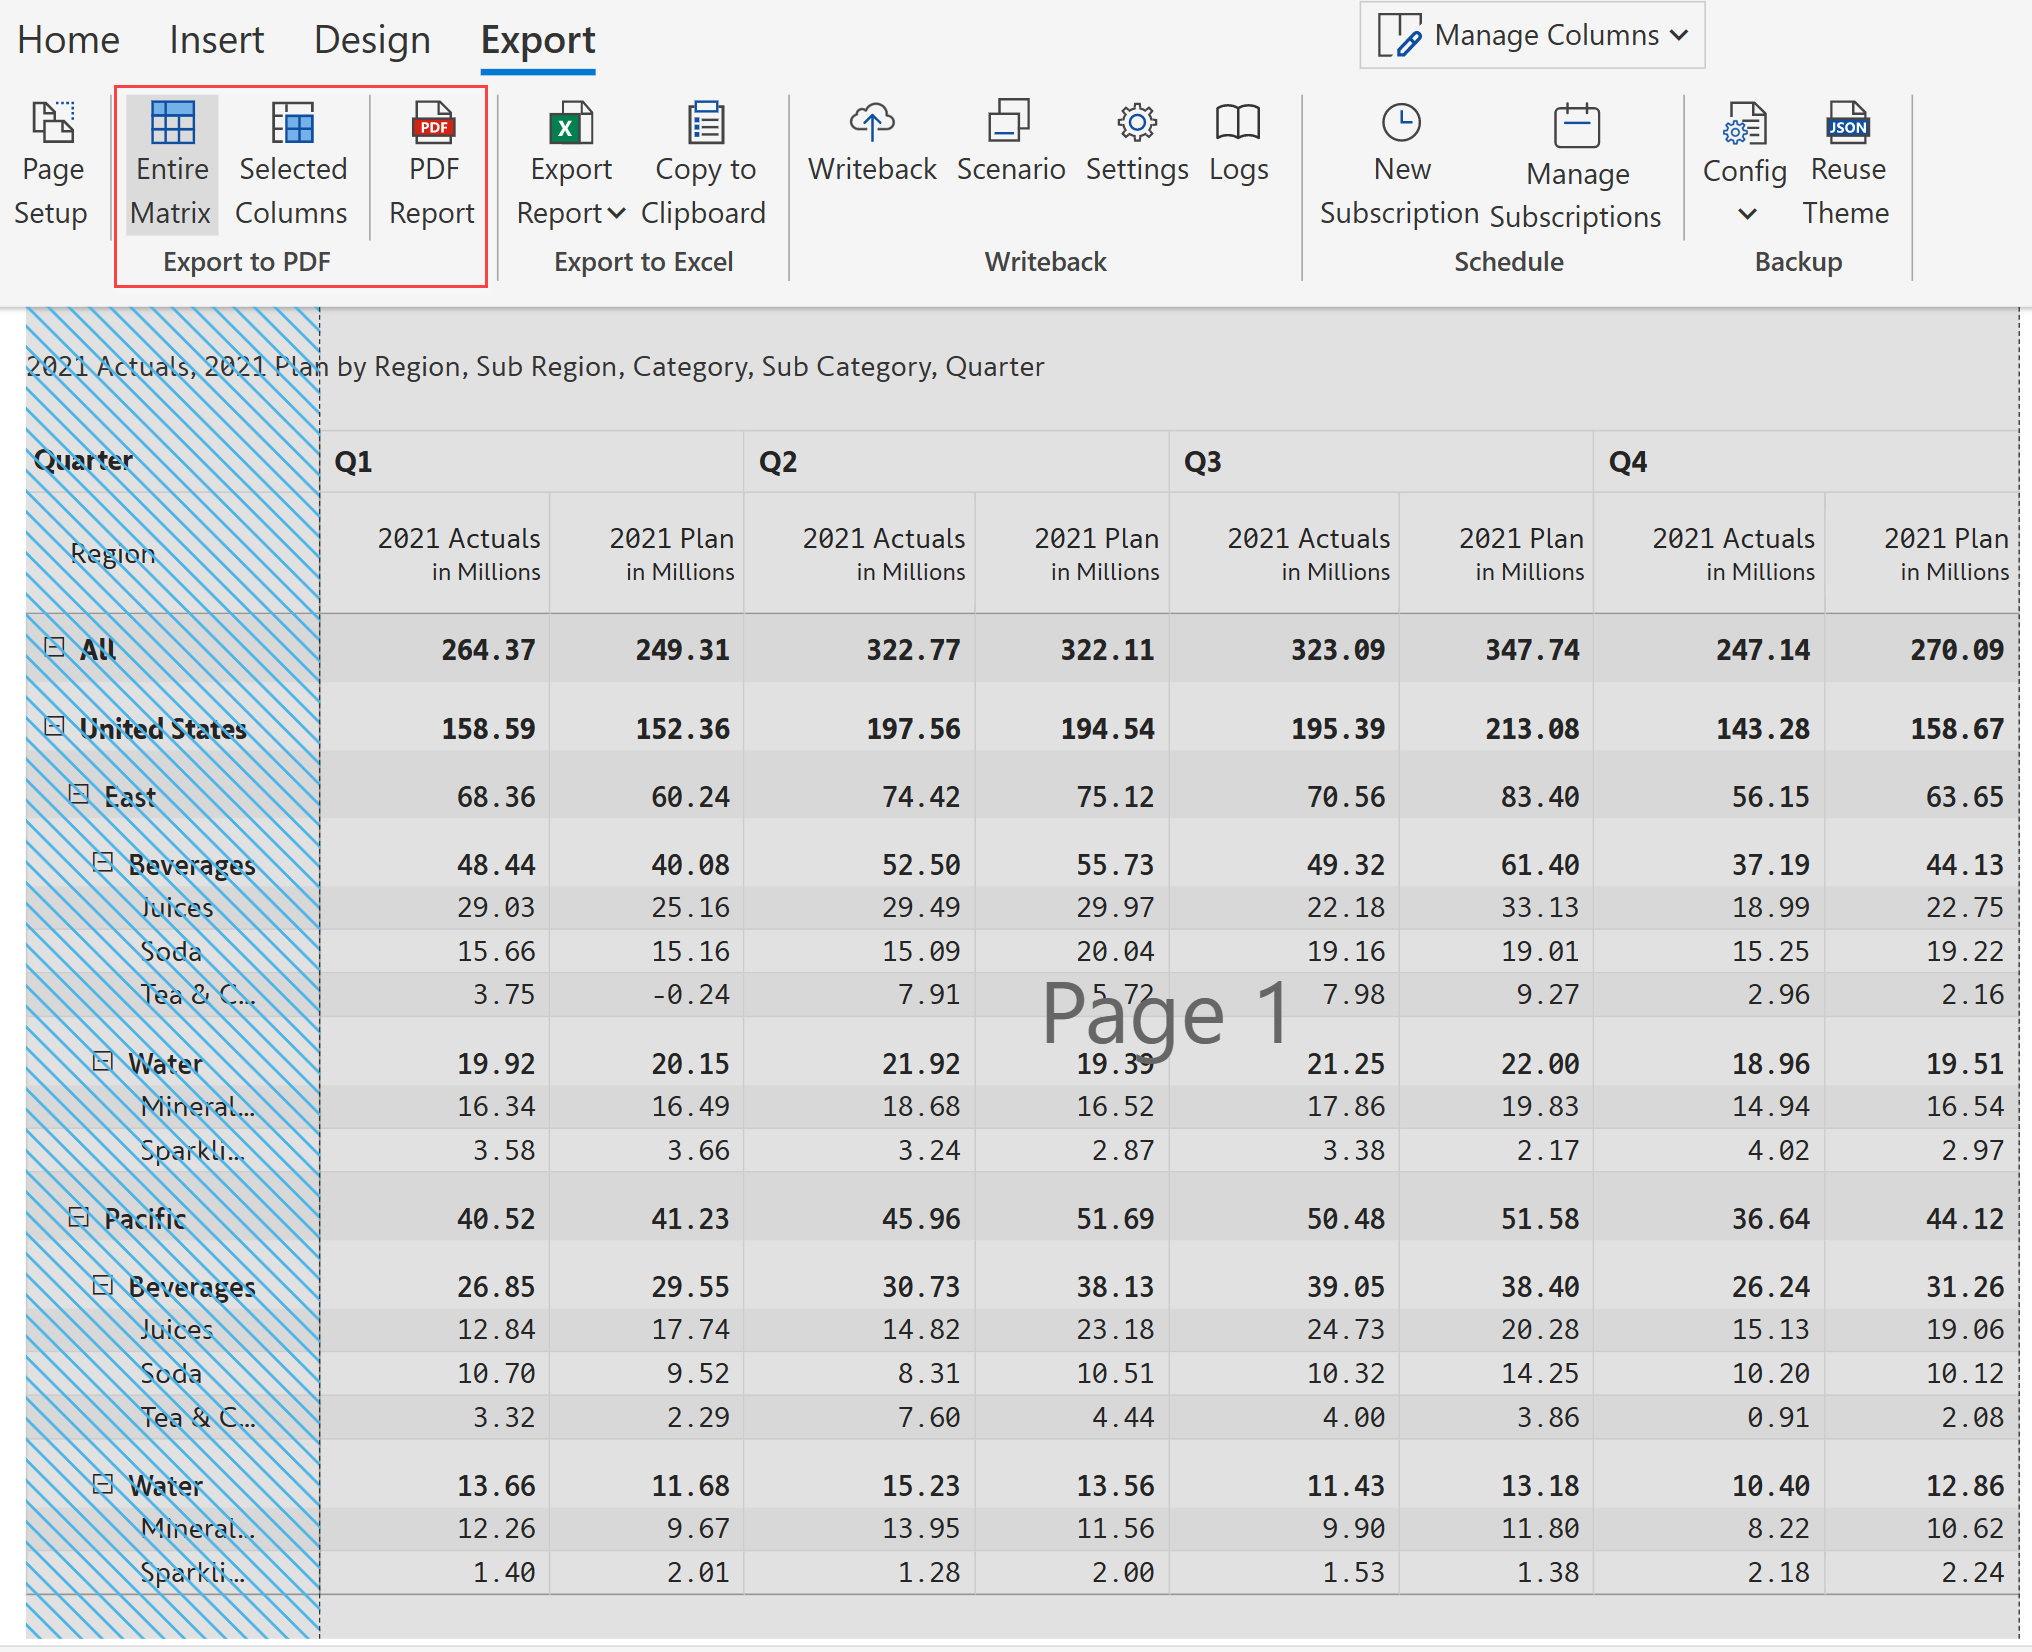 Home Insert Design Export Manage Columns
Page Setup
Entire Matrix
Selected Columns
PDF
PDF Report
Export to PDF
X
Export Report
Copy to Clipboard
Export to Excel
Writeback Scenario Settings Logs
Writeback
New Subscription
Manage Subscriptions
Schedule
Config
JSON
Reuse Theme
Backup
2021 Actuals, 2021 Plan by Region, Sub Region, Category, Sub Category, Quarter
Quarter Q1 Q2 Q3 Q4
Region 2021 Actuals 2021 Plan 2021 Actuals 2021 Plan 2021 Actuals 2021 Plan 2021 Actuals 2021 Plan
in Millions in Millions in Millions in Millions in Millions in Millions in Millions in Millions
All 264.37 249.31 322.77 322.11 323.09 347.74 247.14 270.09
United States 158.59 152.36 197.56 194.54 195.39 213.08 143.28 158.67
East 68.36 60.24 74.42 75.12 70.56 83.40 56.15 63.65
Beverages 48.44 40.08 52.50 55.73 49.32 61.40 37.19 44.13
Juices 29.03 25.16 29.49 29.97 22.18 33.13 18.99 22.75
Soda 15.66 15.16 15.09 20.04 19.16 19.01 15.25 19.22
Tea & C... 3.75 -0.24 7.91 5.72 7.98 9.27 2.96 2.16
Page 1
Water 19.92 20.15 21.92 19.39 21.25 22.00 18.96 19.51
Mineral... 16.34 16.49 18.68 16.52 17.86 19.83 14.94 16.54
Sparkli... 3.58 3.66 3.24 2.87 3.38 2.17 4.02 2.97
Pacific 40.52 41.23 45.96 51.69 50.48 51.58 36.64 44.12
Beverages 26.85 29.55 30.73 38.13 39.05 38.40 26.24 31.26
Juices 12.84 17.74 14.82 23.18 24.73 20.28 15.13 19.06
Soda 10.70 9.52 8.31 10.51 10.32 14.25 10.20 10.12
Tea & C... 3.32 2.29 7.60 4.44 4.00 3.86 0.91 2.08
Water 13.66 11.68 15.23 13.56 11.43 13.18 10.40 12.86
Mineral... 12.26 9.67 13.95 11.56 9.90 11.80 8.22 10.62
Sparkli... 1.40 2.01 1.28 2.00 1.53 1.38 2.18 2.24